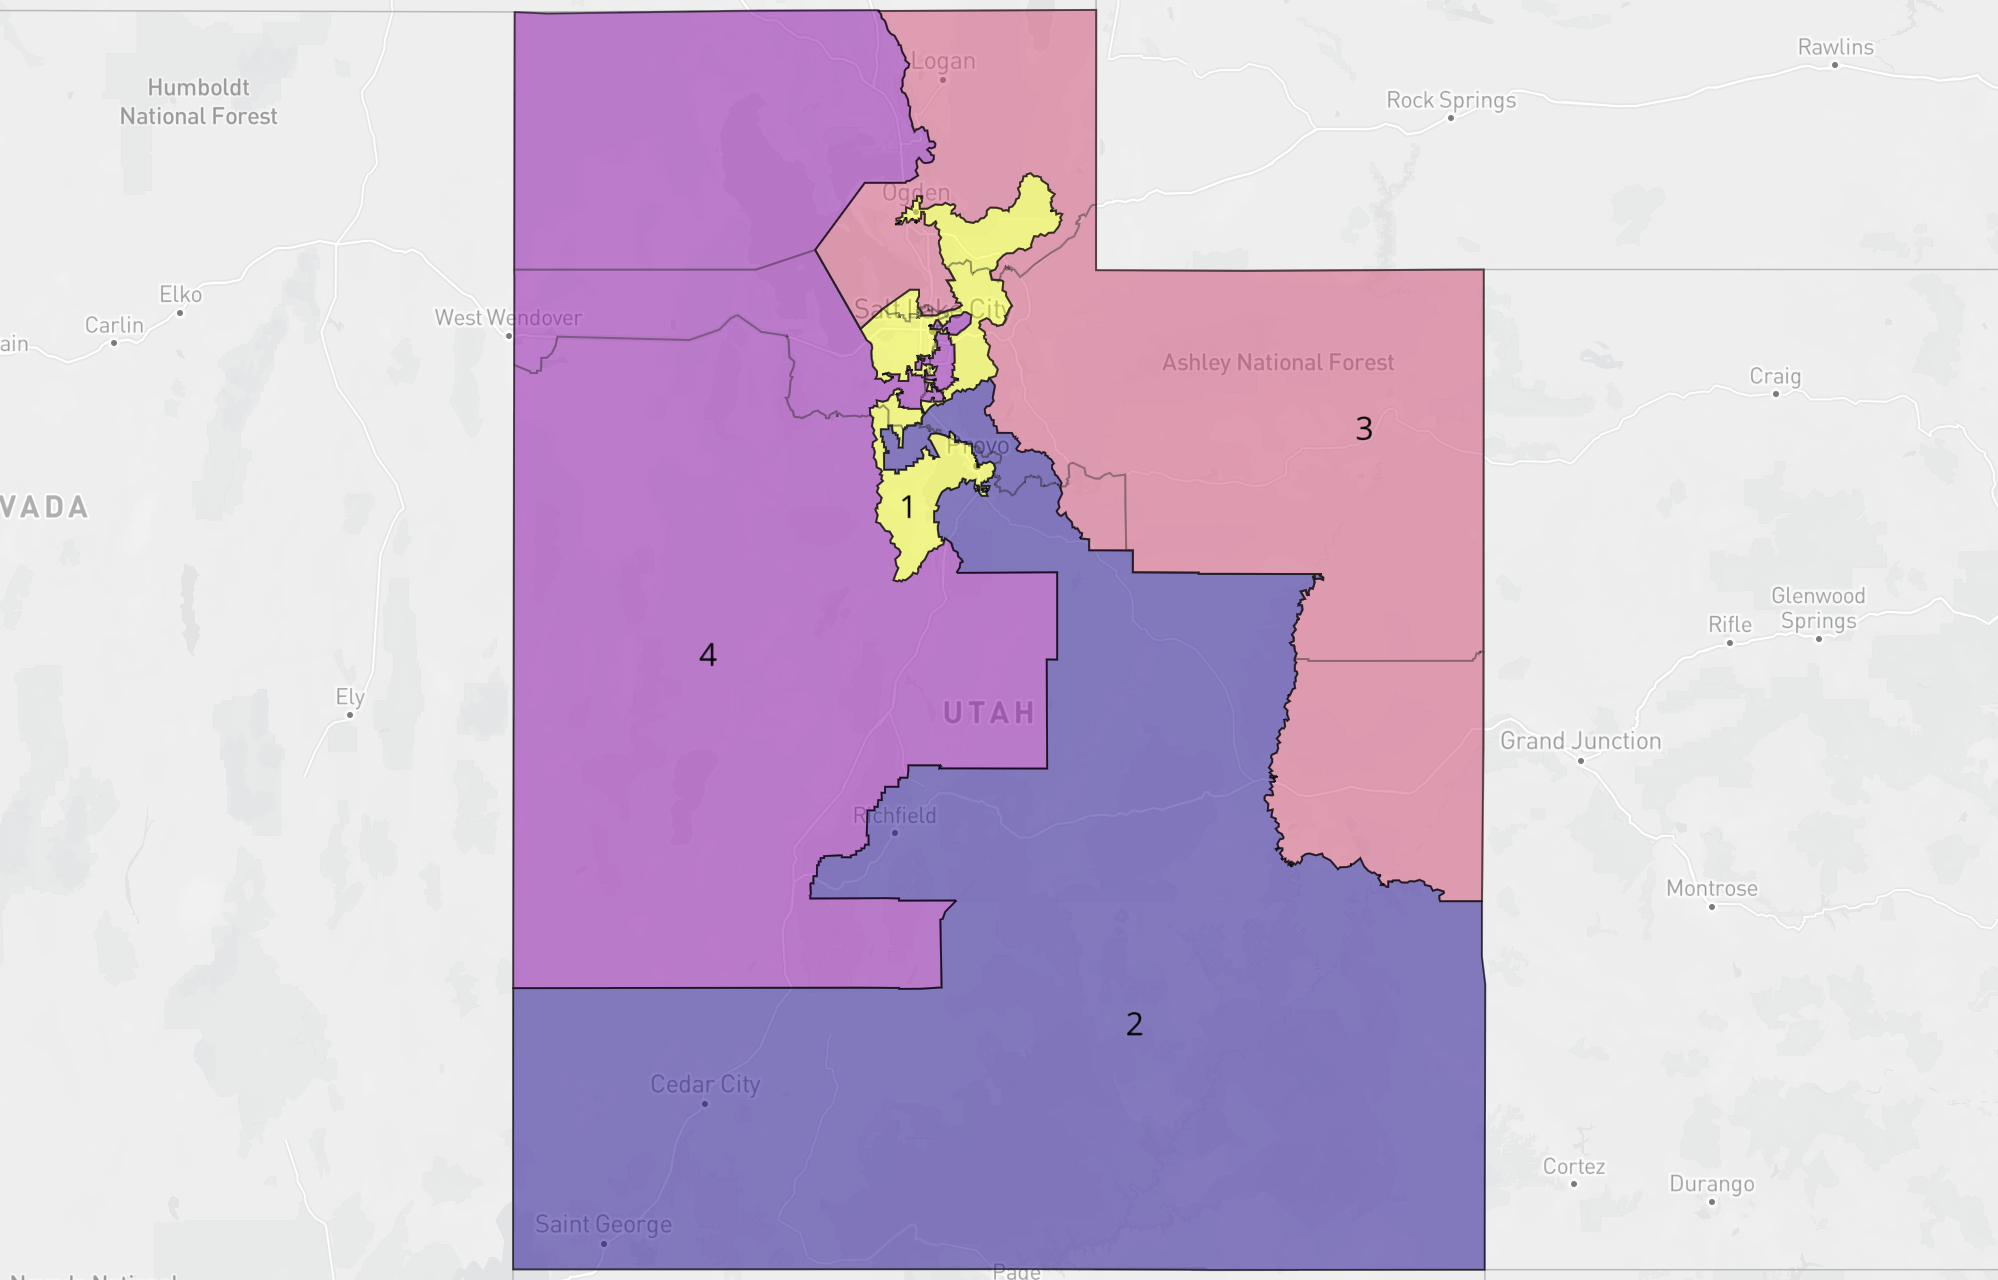 Rawlins
Humboldt
National Forest
Logan
Rock Springs
Ogden
Elko
Carlin
ain
West Wendover
Salt Lake City
Ashley National Forest
Craig
3
Provo
VADA
1
Glenwood
Springs
Rifle
4
Ely
UTAH
Grand Junction
Richfield
Montrose
2
Cedar City
Cortez
Durango
Saint George
Page